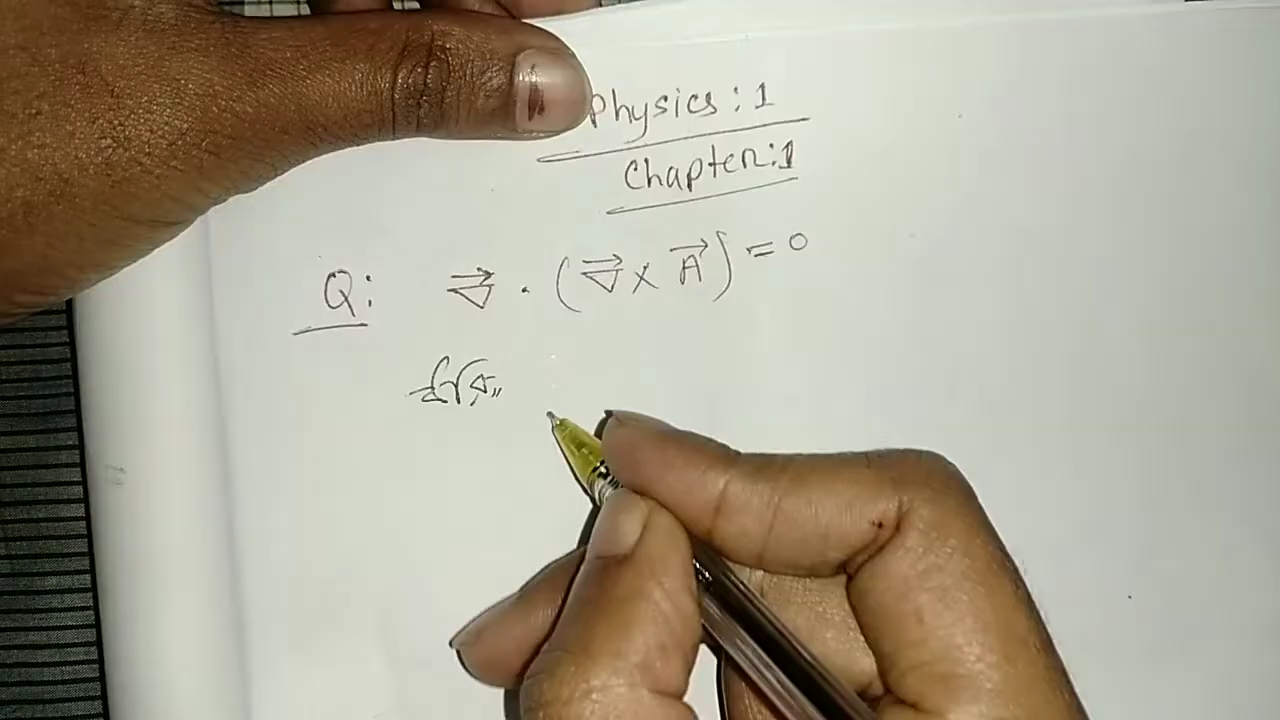 Physics : 1
Chapter : 1
Q: ∇⃗ . (∇⃗ × A⃗) = 0